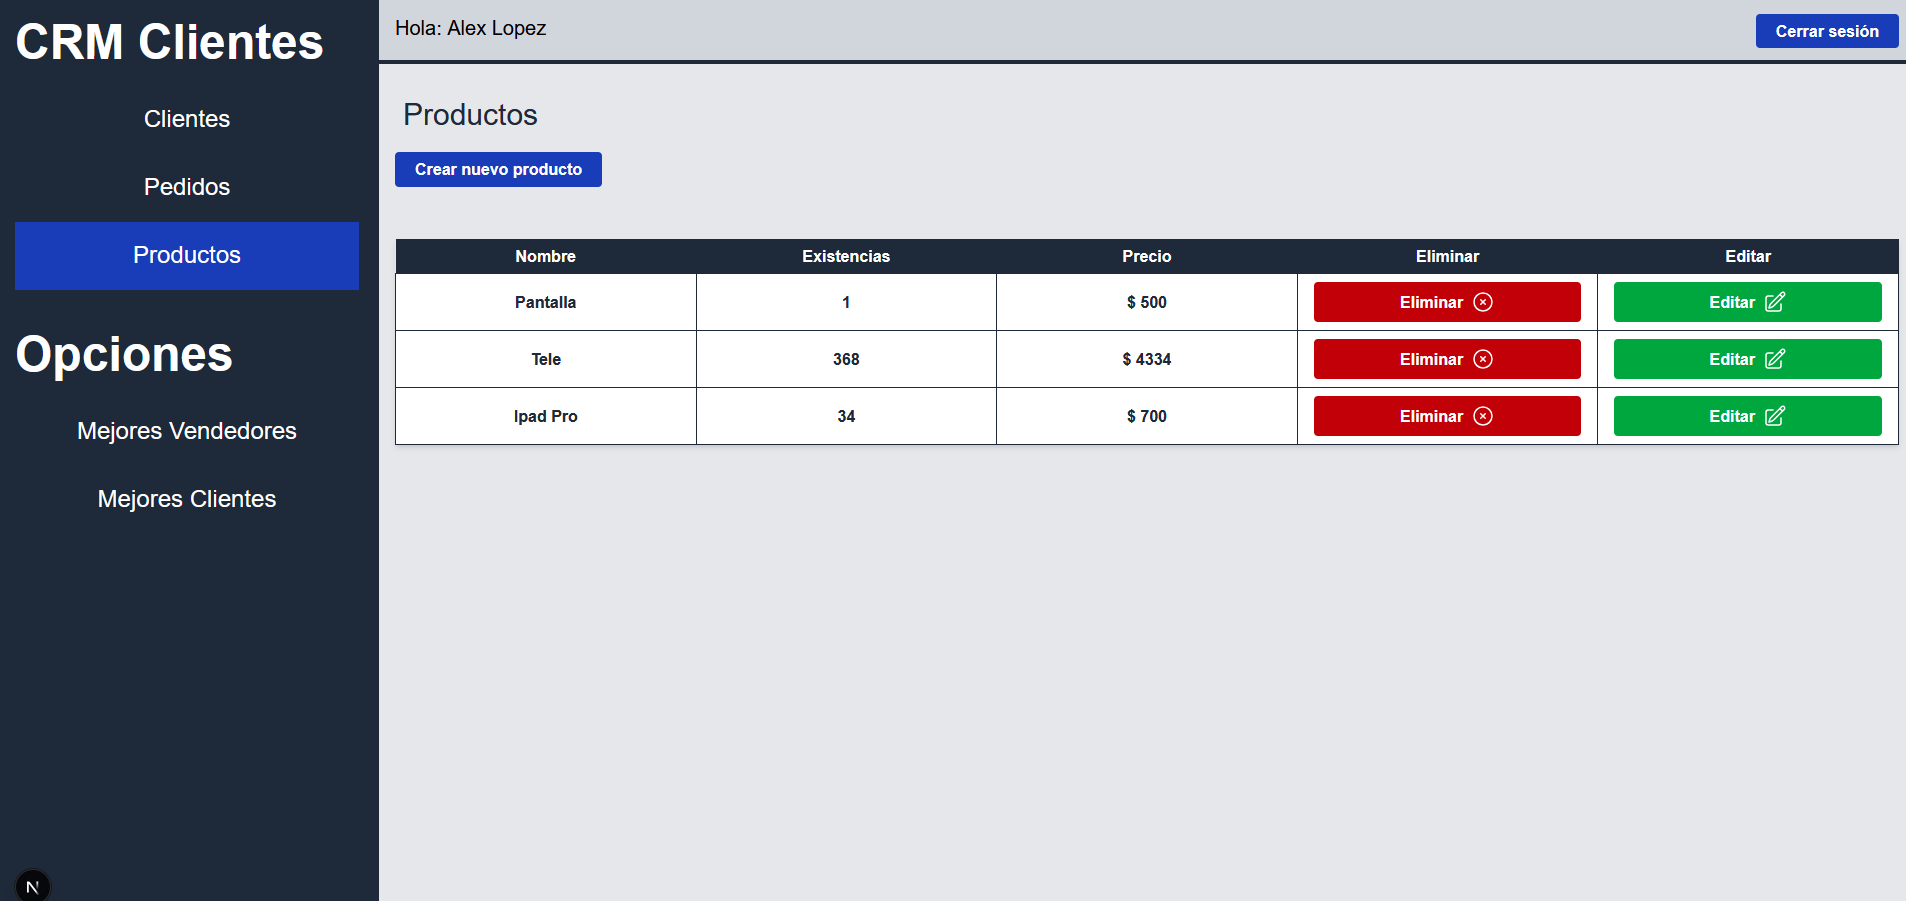 CRM Clientes
Clientes
Pedidos
Productos
Opciones
Mejores Vendedores
Mejores Clientes
N
Hola: Alex Lopez
Cerrar sesión
Productos
Crear nuevo producto
Nombre Existencias Precio Eliminar Editar
Pantalla 1 $ 500 Eliminar Editar
Tele 368 $ 4334 Eliminar Editar
Ipad Pro 34 $ 700 Eliminar Editar